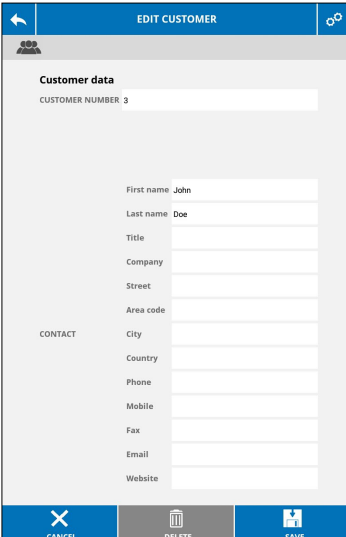 EDIT CUSTOMER
Customer data
CUSTOMER NUMBER 3
First name John
Last name Doe
Title
Company
Street
Area code
CONTACT City
Country
Phone
Mobile
Fax
Email
Website
CANCEL DELETE SAVE